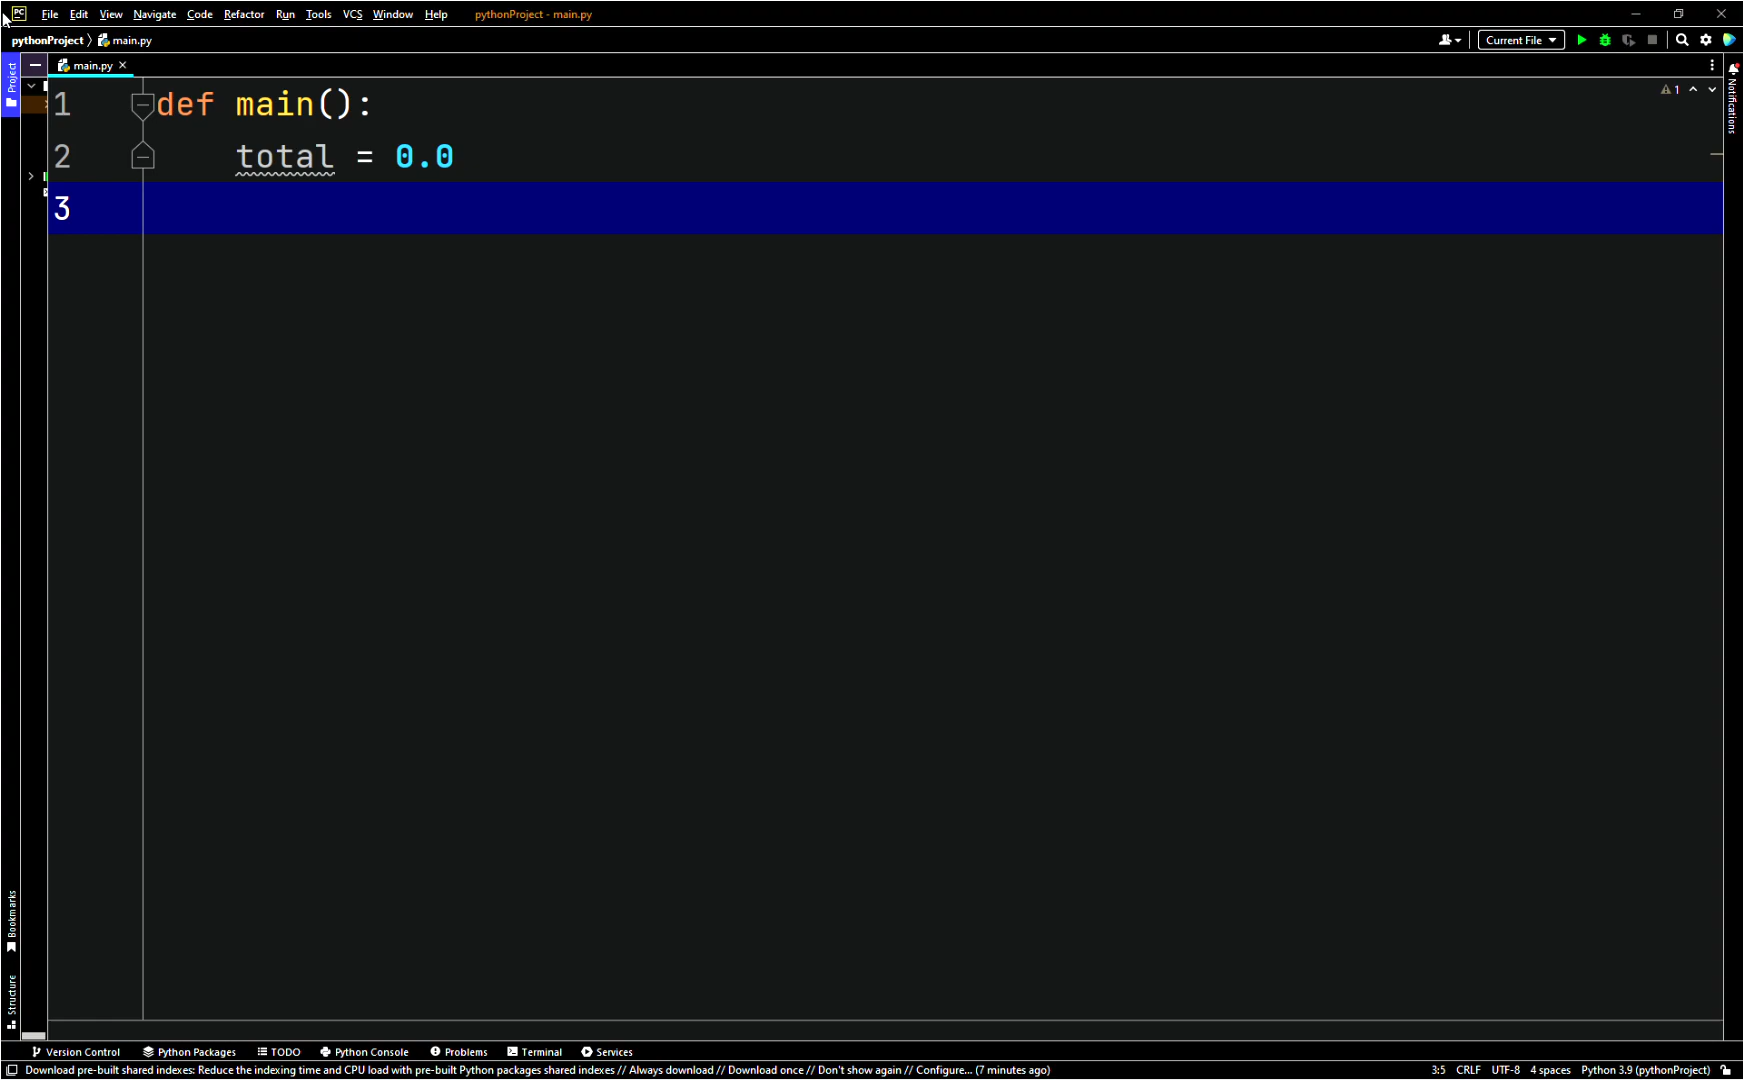 PC File Edit View Navigate Code Refactor Run Tools VCS Window Help pythonProject - main.py
pythonProject 〉 main.py Current File
Project
main.py ×
1 def main(): 1
2 total = 0.0
3
Notifications
Bookmarks
Structure
Version Control Python Packages TODO Python Console Problems Terminal Services
Download pre-built shared indexes: Reduce the indexing time and CPU load with pre-built Python packages shared indexes // Always download // Download once // Don't show again // Configure... (7 minutes ago) 3:5 CRLF UTF-8 4 spaces Python 3.9 (pythonProject)